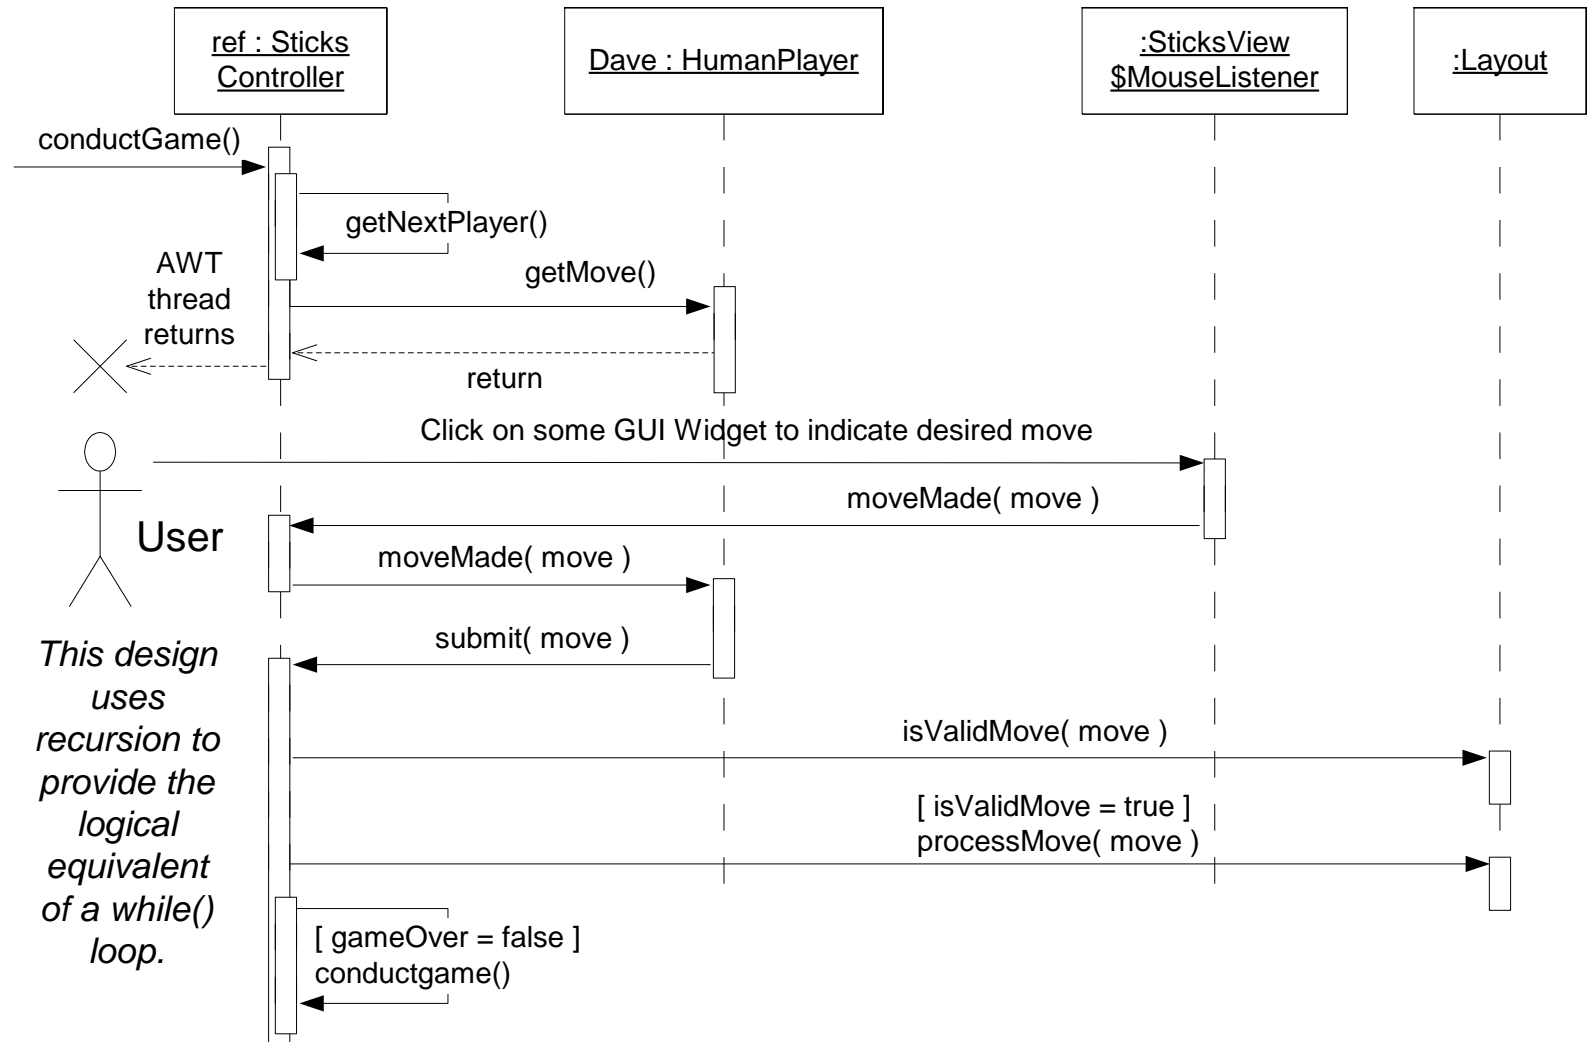 ref : Sticks
Controller
Dave : HumanPlayer
:SticksView
$MouseListener
:Layout
conductGame()
getNextPlayer()
AWT
thread
returns
getMove()
return
Click on some GUI Widget to indicate desired move
moveMade( move )
User
moveMade( move )
submit( move )
This design
uses
recursion to
provide the
logical
equivalent
of a while()
loop.
isValidMove( move )
[ isValidMove = true ]
processMove( move )
[ gameOver = false ]
conductgame()